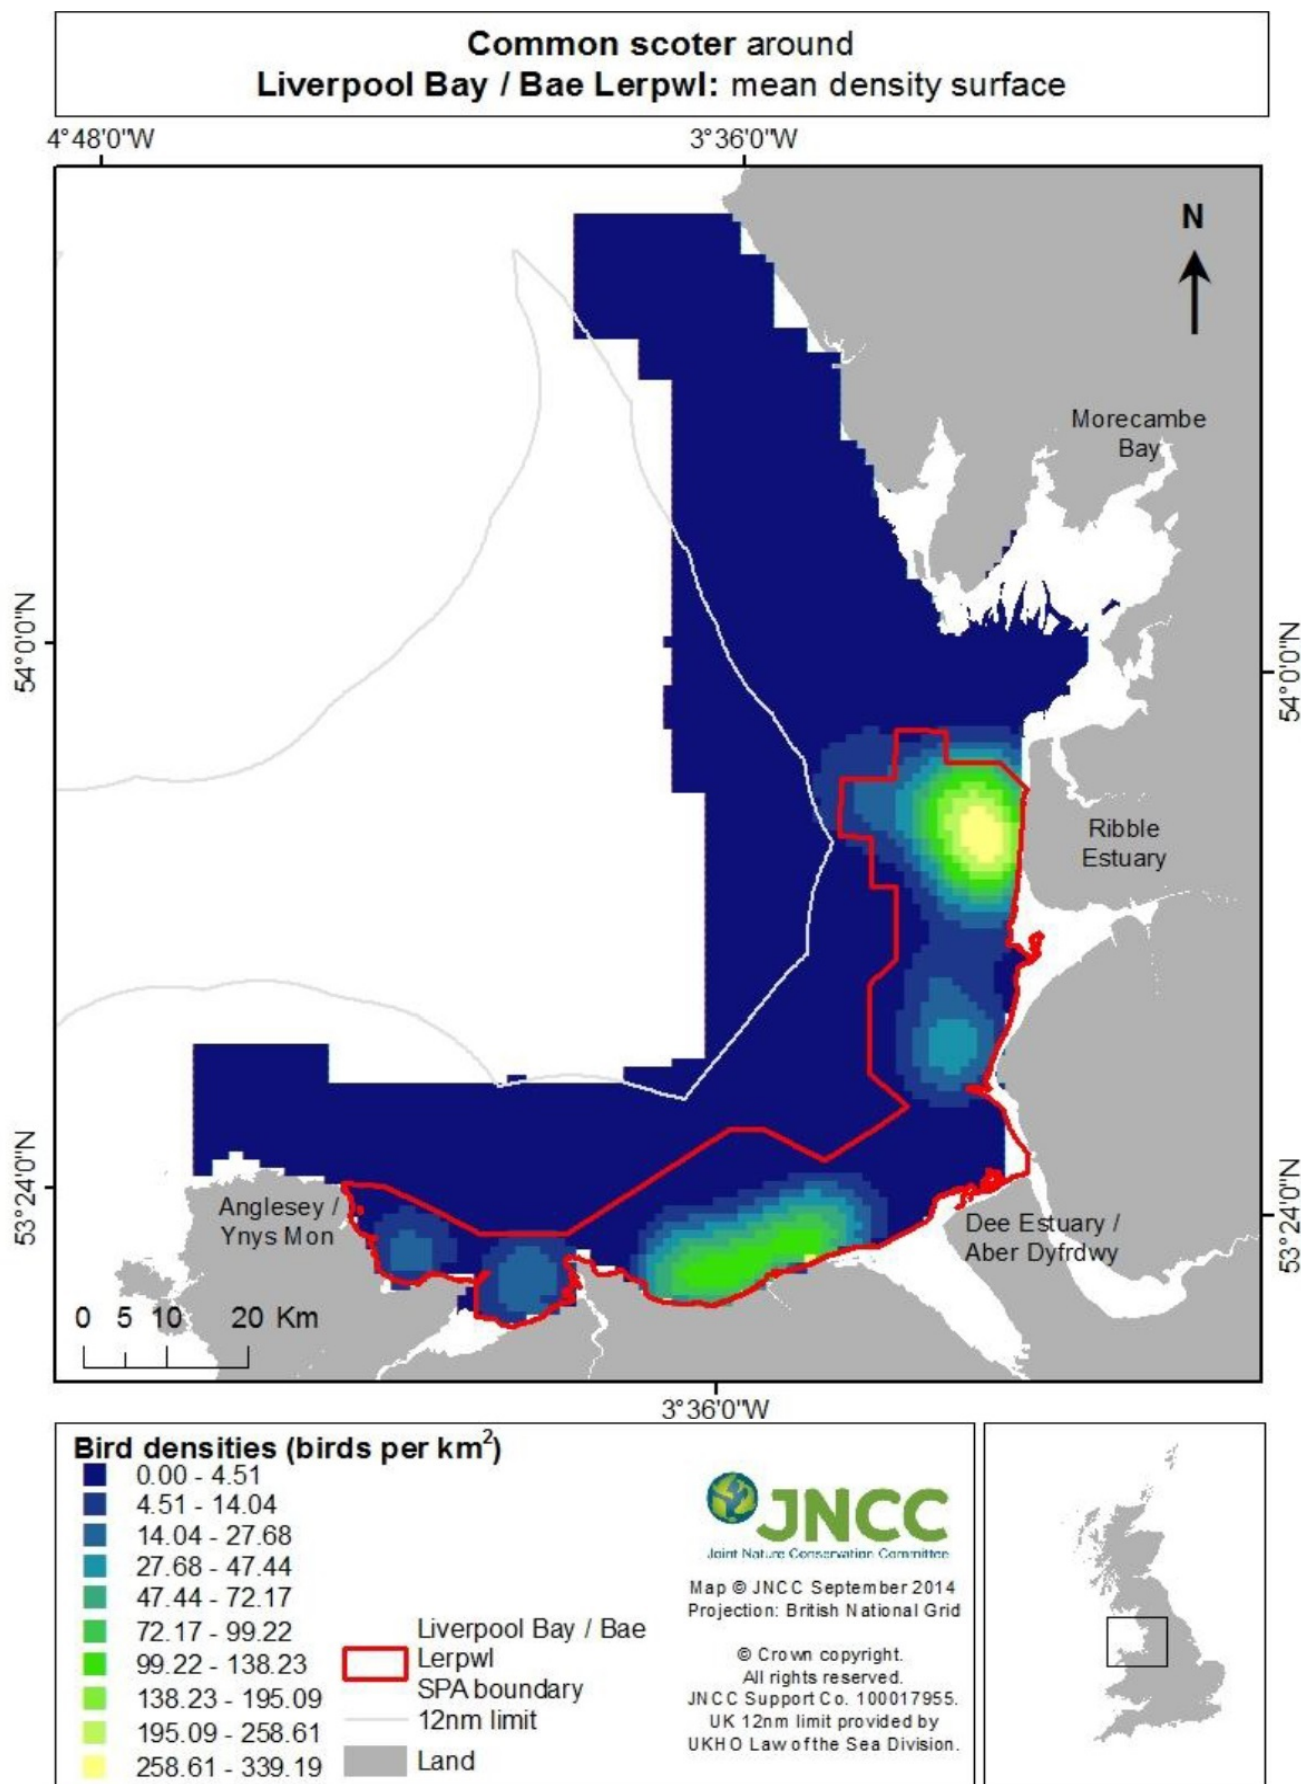 Common scoter around
Liverpool Bay / Bae Lerpwl: mean density surface
4°48'0"W
3°36'0"W
N
Morecambe
Bay
54°0'0"N
54°0'0"N
Ribble
Estuary
53°24'0"N
53°24'0"N
Anglesey /
Ynys Mon
Dee Estuary /
Aber Dyfrdwy
0 5 10 20 Km
3°36'0"W
Bird densities (birds per km²)
0.00 - 4.51
4.51 - 14.04
14.04 - 27.68
27.68 - 47.44
47.44 - 72.17
72.17 - 99.22
99.22 - 138.23
138.23 - 195.09
195.09 - 258.61
258.61 - 339.19
Liverpool Bay / Bae
Lerpwl
SPA boundary
12nm limit
Land
JNCC
Joint Nature Conservation Committee
Map © JNCC September 2014
Projection: British National Grid
© Crown copyright.
All rights reserved.
JNCC Support Co. 100017955.
UK 12nm limit provided by
UKHO Law of the Sea Division.